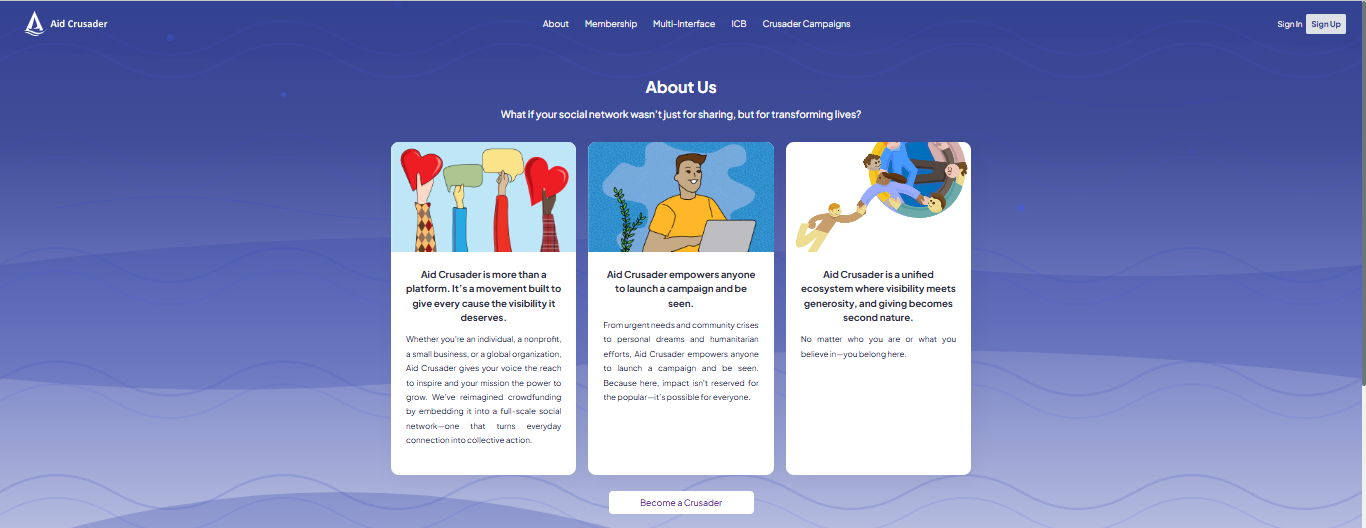 Aid Crusader
About Membership Multi-Interface ICB Crusader Campaigns
Sign In Sign Up
About Us
What if your social network wasn't just for sharing, but for transforming lives?
Aid Crusader is more than a
platform. It's a movement built to
give every cause the visibility it
deserves.
Whether you're an individual, a nonprofit,
a small business, or a global organization,
Aid Crusader gives your voice the reach
to inspire and your mission the power to
grow. We've reimagined crowdfunding
by embedding it into a full-scale social
network—one that turns everyday
connection into collective action.
Aid Crusader empowers anyone
to launch a campaign and be
seen.
From urgent needs and community crises
to personal dreams and humanitarian
efforts, Aid Crusader empowers anyone
to launch a campaign and be seen.
Because here, impact isn't reserved for
the popular—it's possible for everyone.
Aid Crusader is a unified
ecosystem where visibility meets
generosity, and giving becomes
second nature.
No matter who you are or what you
believe in—you belong here.
Become a Crusader